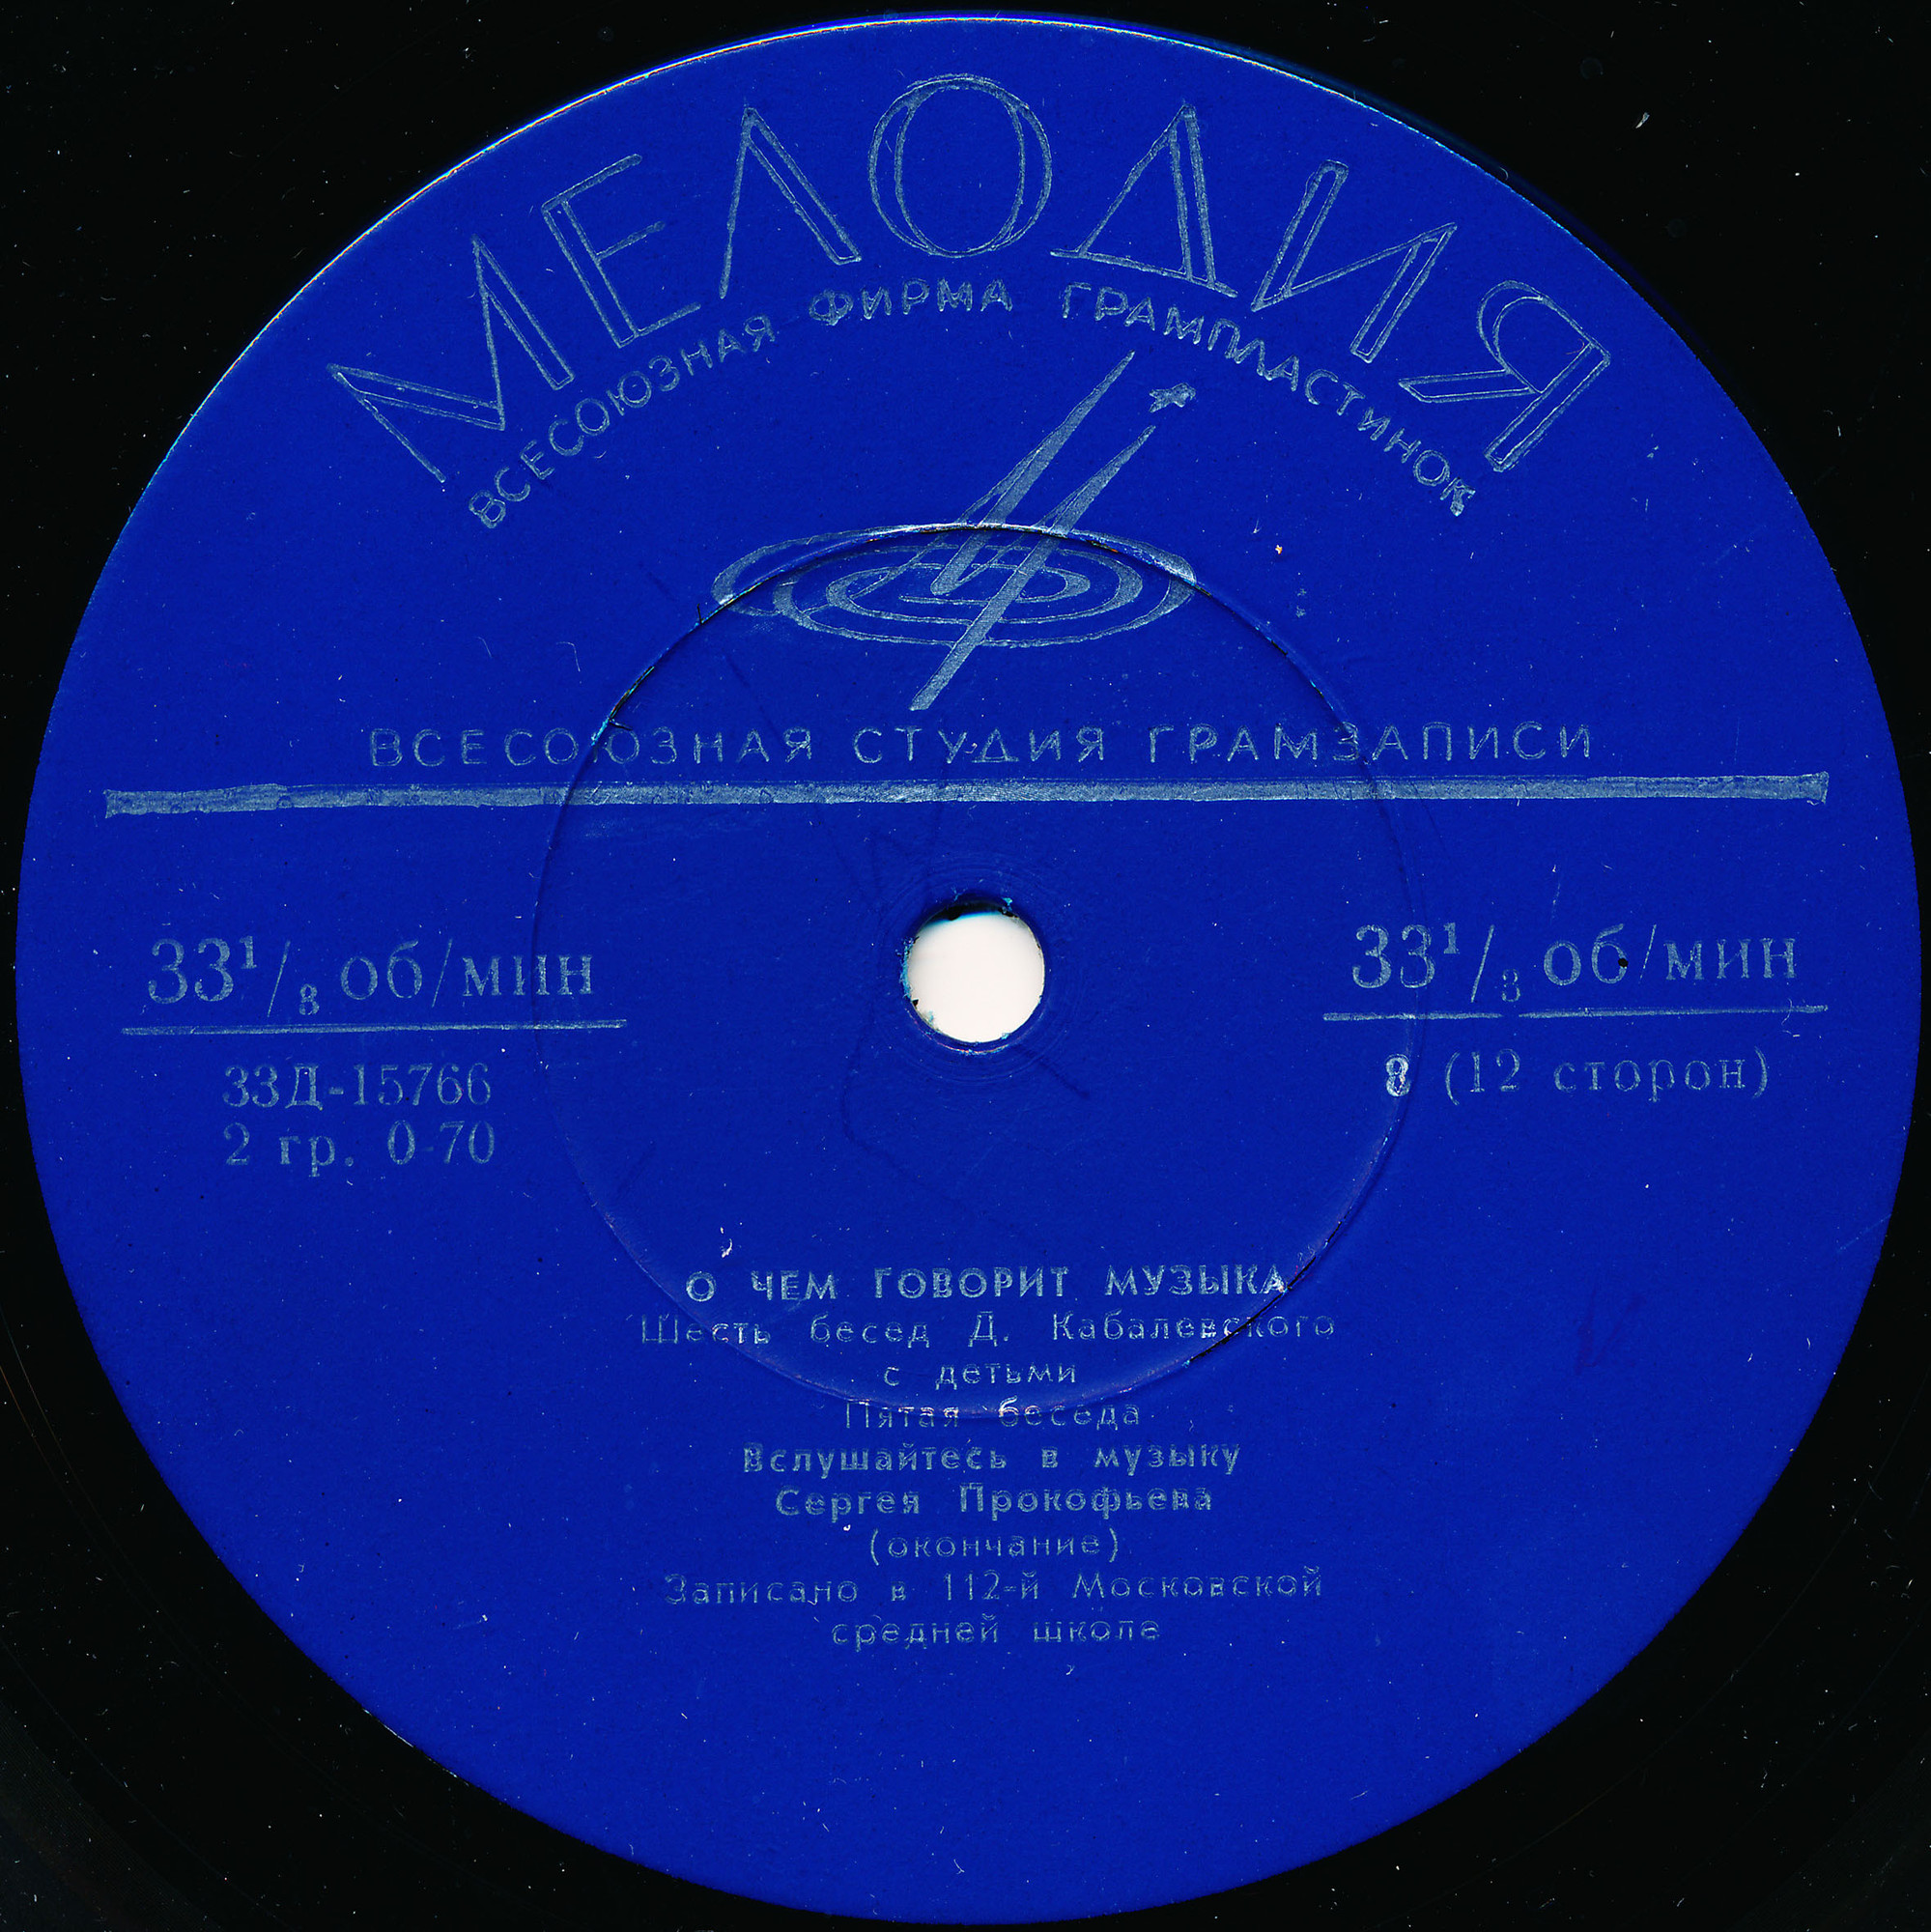 МЕЛОДИЯ
ВСЕСОЮЗНАЯ ФИРМА ГРАМПЛАСТИНОК
ВСЕСОЮЗНАЯ СТУДИЯ ГРАМЗАПИСИ
33¹/₃ об/мин
33Д-15766
2 гр. 0-70
33¹/₃ об/мин
8 (12 сторон)
О ЧЕМ ГОВОРИТ МУЗЫКА
Шесть бесед Д. Кабалевского
с детьми
Пятая беседа
Вслушайтесь в музыку
Сергея Прокофьева
(окончание)
Записано в 112-й Московской
средней школе